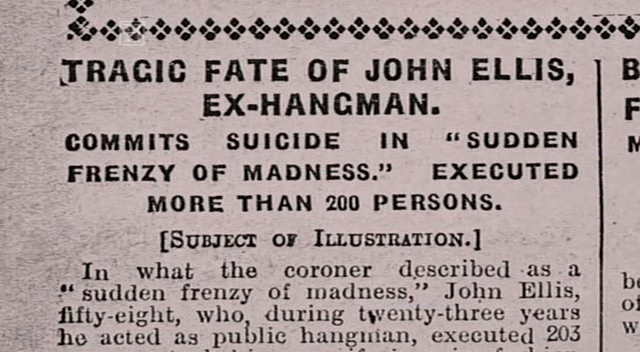 TRAGIC FATE OF JOHN ELLIS,
EX-HANGMAN.
COMMITS SUICIDE IN "SUDDEN
FRENZY OF MADNESS." EXECUTED
MORE THAN 200 PERSONS.
[SUBJECT OF ILLUSTRATION.]
In what the coroner described as a
"sudden frenzy of madness," John Ellis,
fifty-eight, who, during twenty-three years
he acted as public hangman, executed 203
B
F
M
be
of
w